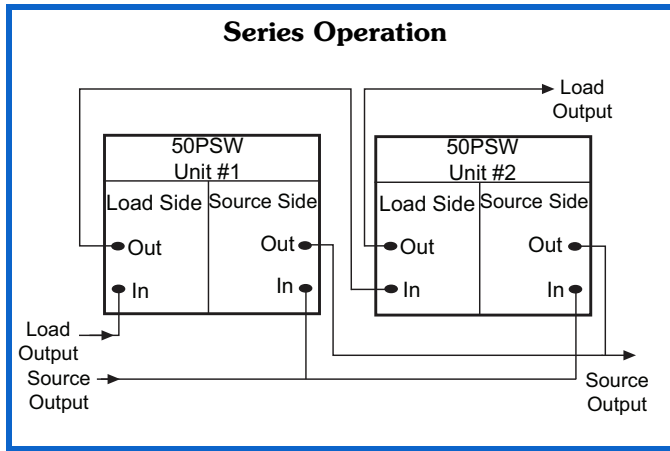 Series Operation
Load
Output
50PSW
Unit #1
Load Side
Source Side
Out
Out
In
In
50PSW
Unit #2
Load Side
Source Side
Out
Out
In
In
Load
Output
Source
Output
Source
Output